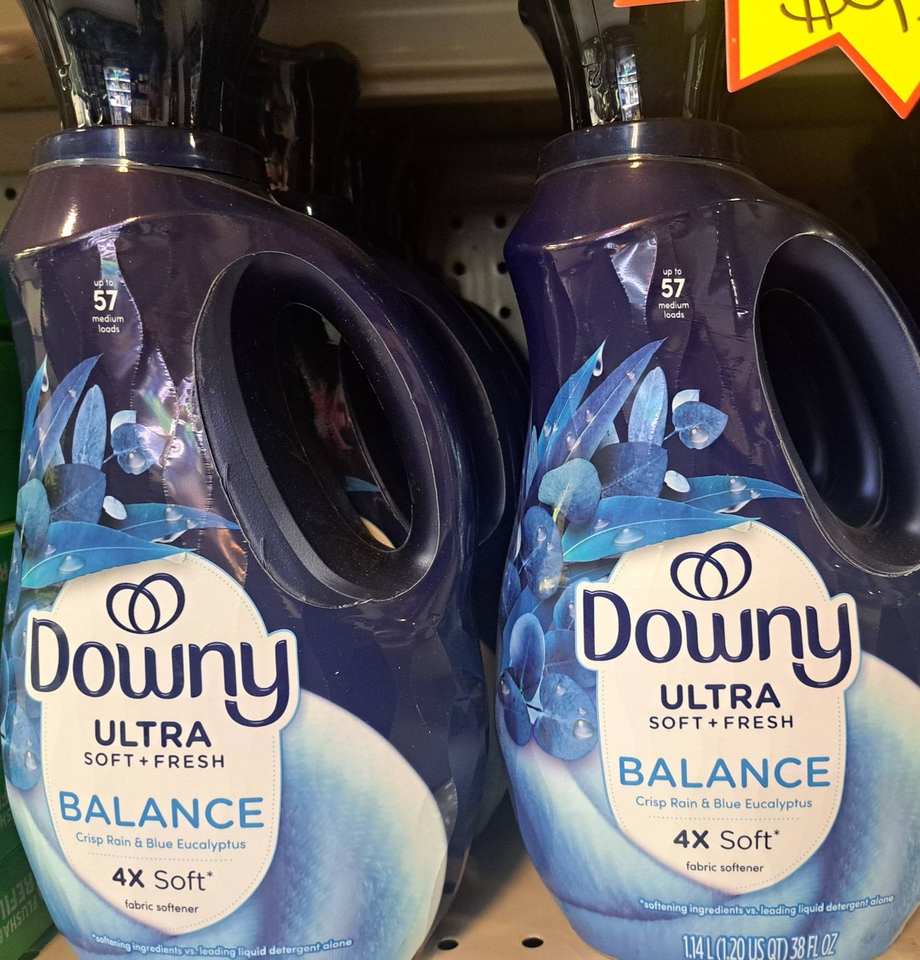 up to
57
medium
loads
Downy
ULTRA
SOFT + FRESH
BALANCE
Crisp Rain & Blue Eucalyptus
4X Soft*
fabric softener
*softening ingredients vs. leading liquid detergent alone
up to
57
medium
loads
Downy
ULTRA
SOFT + FRESH
BALANCE
Crisp Rain & Blue Eucalyptus
4X Soft*
fabric softener
*softening ingredients vs. leading liquid detergent alone
1.14 L (1.20 US QT) 38 FL OZ